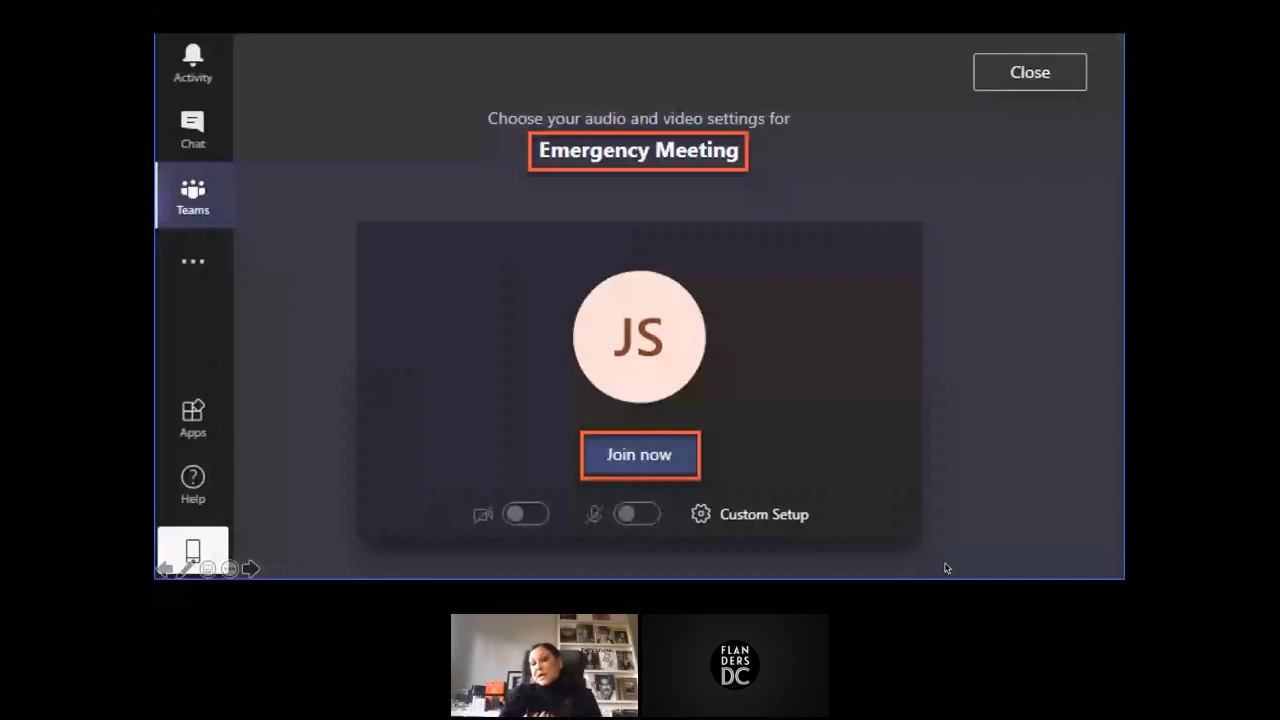 Activity
Close
Choose your audio and video settings for
Emergency Meeting
Chat
Teams
JS
Join now
Apps
Help
Custom Setup
FLAN
DERS
DC